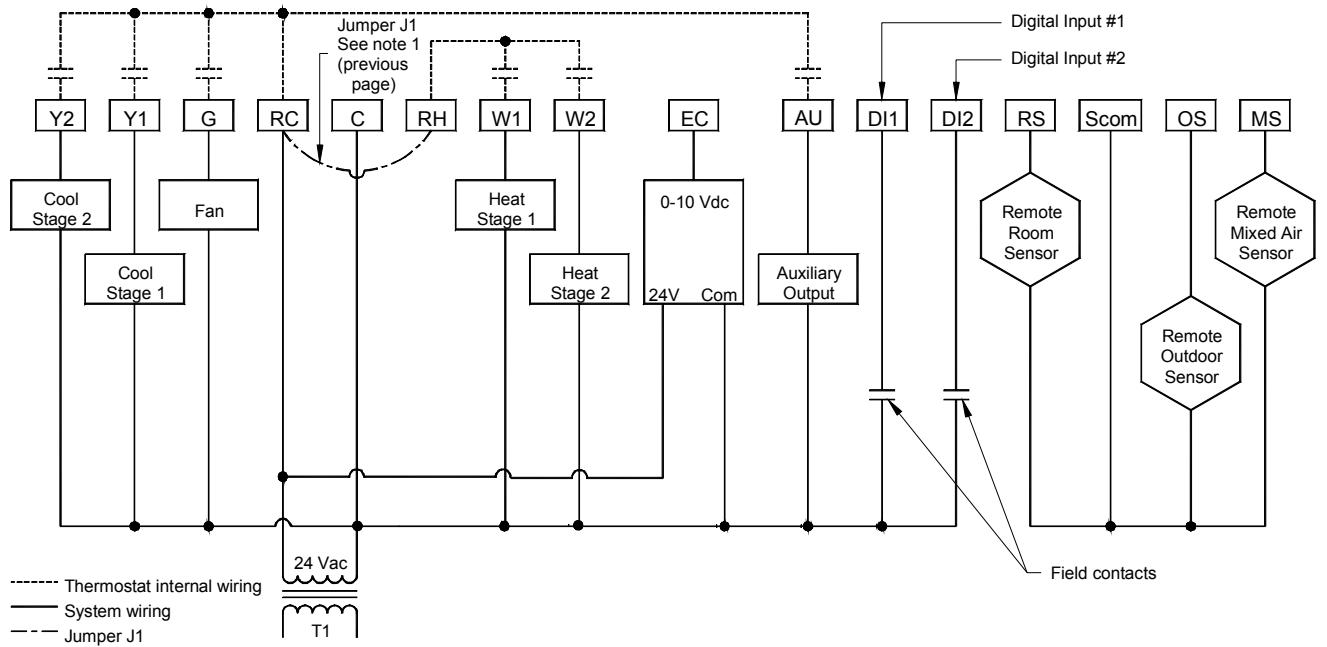 Jumper J1
See note 1
(previous
page)
Digital Input #1
Digital Input #2
Y2
Y1
G
RC
C
RH
W1
W2
EC
AU
DI1
DI2
RS
Scom
OS
MS
Cool
Stage 2
Fan
Cool
Stage 1
Heat
Stage 1
Heat
Stage 2
0-10 Vdc
24V
Com
Auxiliary
Output
Remote
Room
Sensor
Remote
Mixed Air
Sensor
Remote
Outdoor
Sensor
24 Vac
T1
Field contacts
Thermostat internal wiring
System wiring
Jumper J1